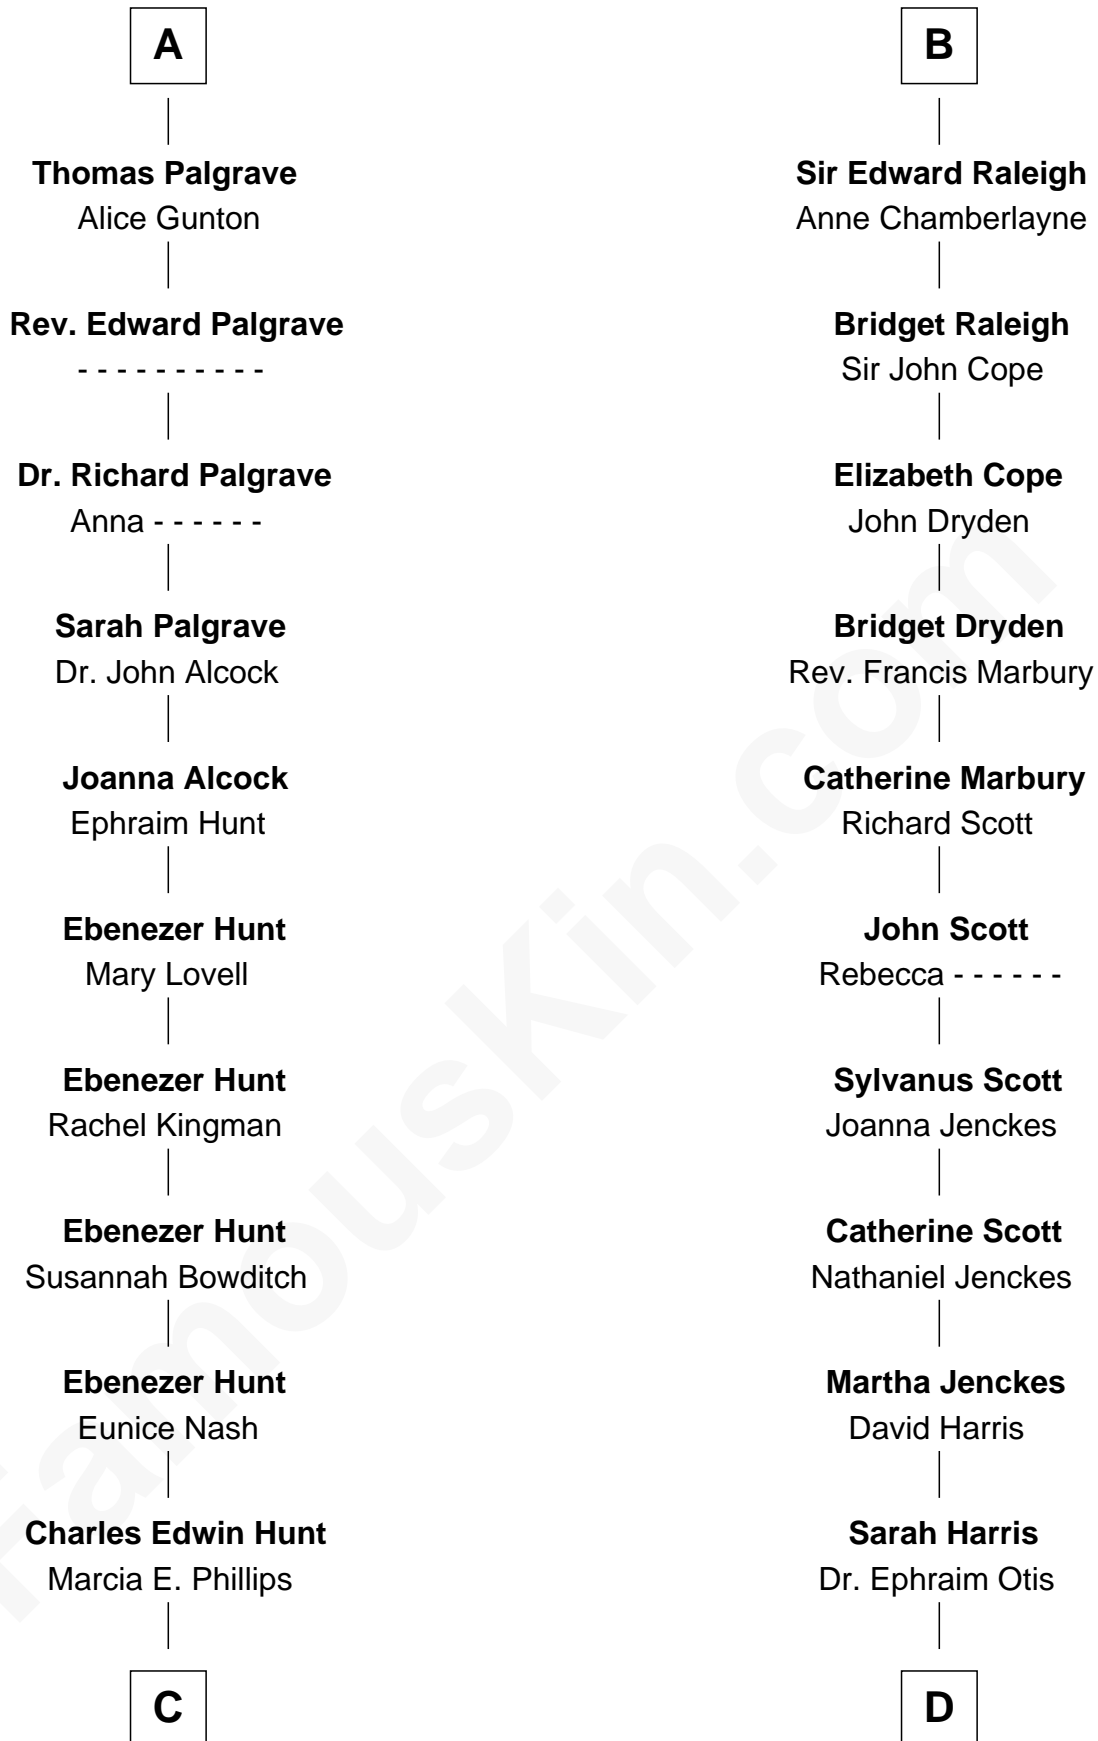 A
Thomas Palgrave
Alice Gunton
Rev. Edward Palgrave
- - - - - - - - - -
Dr. Richard Palgrave
Anna - - - - - -
Sarah Palgrave
Dr. John Alcock
Joanna Alcock
Ephraim Hunt
Ebenezer Hunt
Mary Lovell
Ebenezer Hunt
Rachel Kingman
Ebenezer Hunt
Susannah Bowditch
Ebenezer Hunt
Eunice Nash
Charles Edwin Hunt
Marcia E. Phillips
C
B
Sir Edward Raleigh
Anne Chamberlayne
Bridget Raleigh
Sir John Cope
Elizabeth Cope
John Dryden
Bridget Dryden
Rev. Francis Marbury
Catherine Marbury
Richard Scott
John Scott
Rebecca - - - - - -
Sylvanus Scott
Joanna Jenckes
Catherine Scott
Nathaniel Jenckes
Martha Jenckes
David Harris
Sarah Harris
Dr. Ephraim Otis
D
FamousKin.com